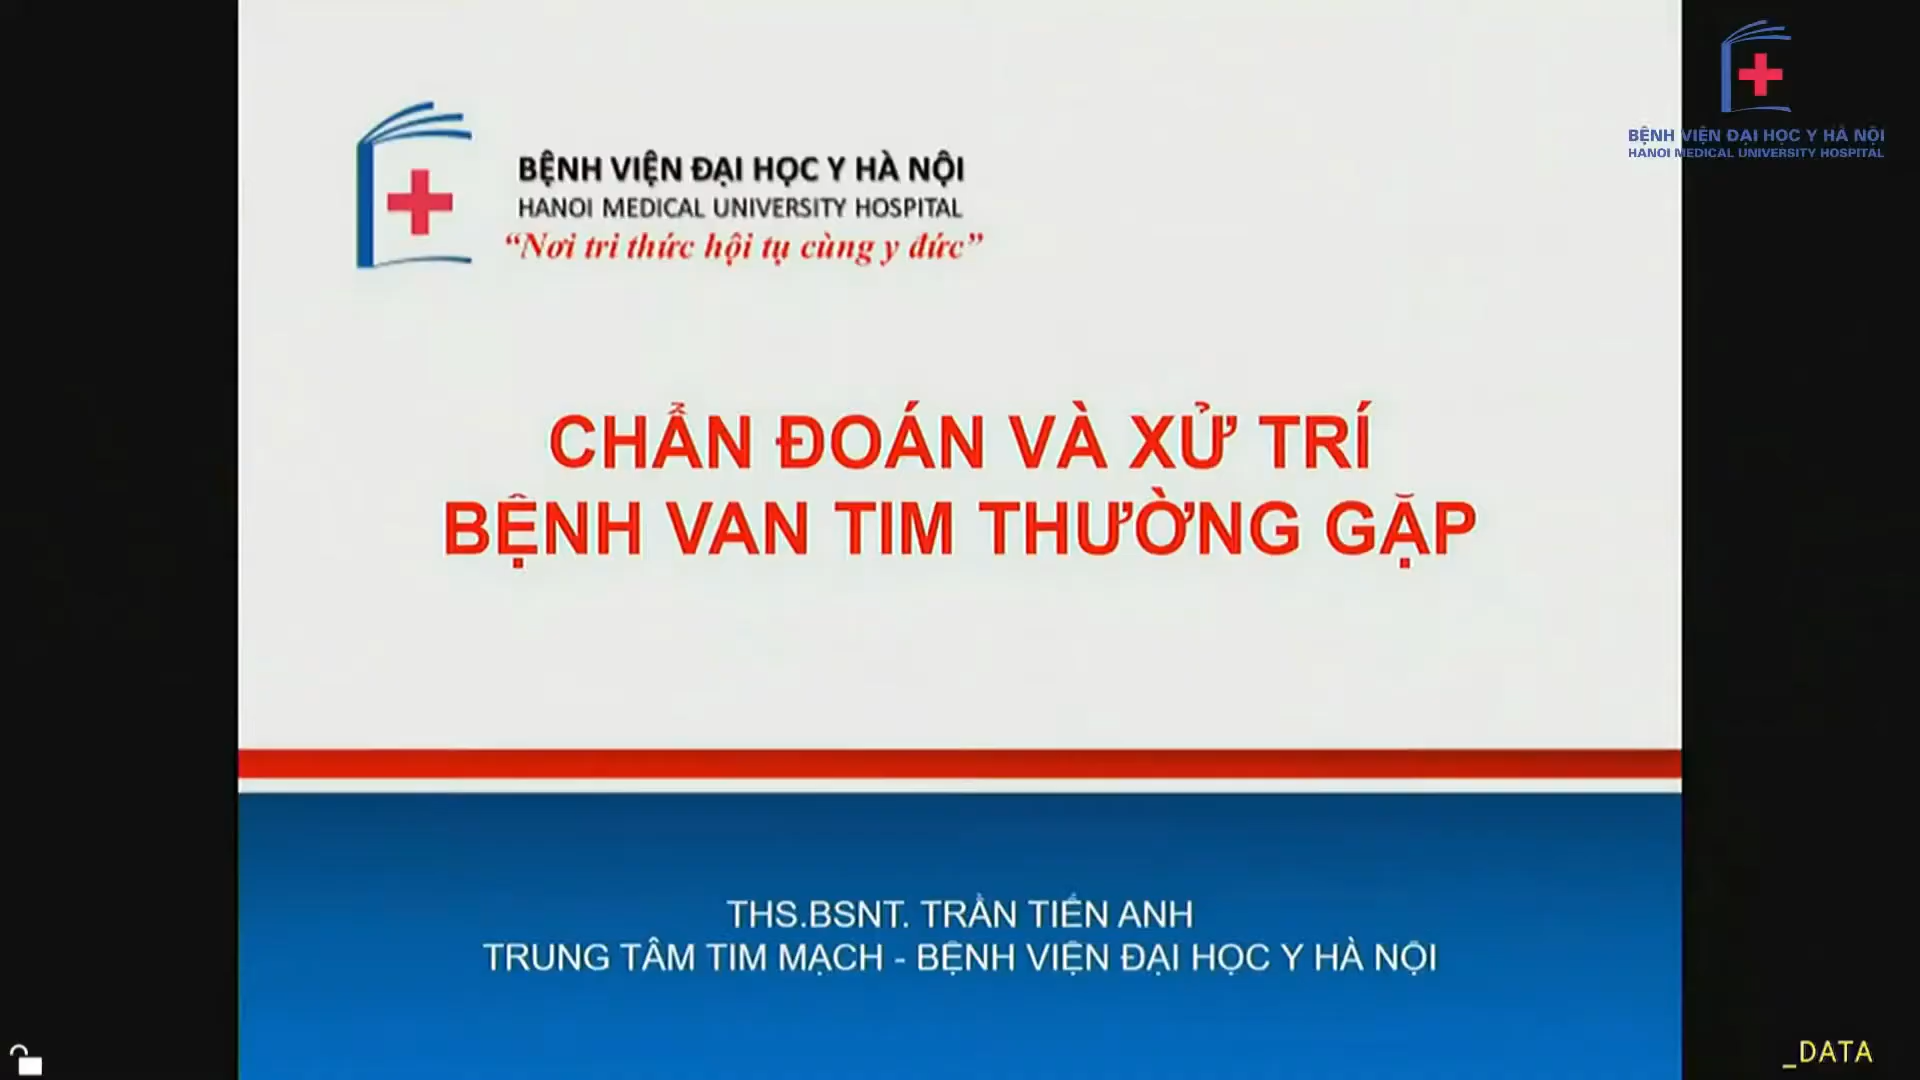 BỆNH VIỆN ĐẠI HỌC Y HÀ NỘI
HANOI MEDICAL UNIVERSITY HOSPITAL
BỆNH VIỆN ĐẠI HỌC Y HÀ NỘI
HANOI MEDICAL UNIVERSITY HOSPITAL
“Nơi tri thức hội tụ cùng y đức”
CHẨN ĐOÁN VÀ XỬ TRÍ
BỆNH VAN TIM THƯỜNG GẶP
THS.BSNT. TRẦN TIẾN ANH
TRUNG TÂM TIM MẠCH - BỆNH VIỆN ĐẠI HỌC Y HÀ NỘI
_DATA